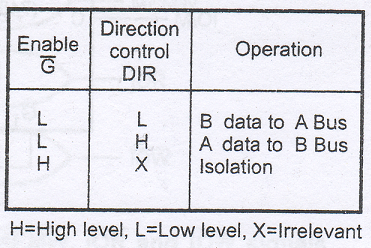 Enable G̅ Direction control DIR Operation
L L B data to A Bus
L H A data to B Bus
H X Isolation
H=High level, L=Low level, X=Irrelevant